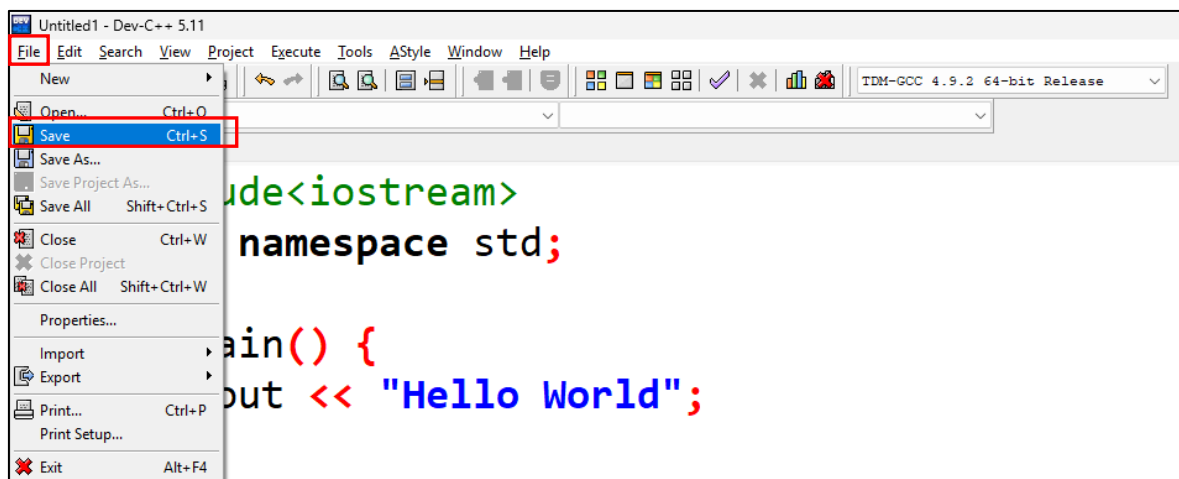 Untitled1 - Dev-C++ 5.11
File Edit Search View Project Execute Tools AStyle Window Help
New
TDM-GCC 4.9.2 64-bit Release
Open... Ctrl+O
Save Ctrl+S
Save As...
Save Project As...
Save All Shift+Ctrl+S
Close Ctrl+W
Close Project
Close All Shift+Ctrl+W
Properties...
Import
Export
Print... Ctrl+P
Print Setup...
Exit Alt+F4
ude<iostream>
namespace std;
ain() {
out << "Hello World";